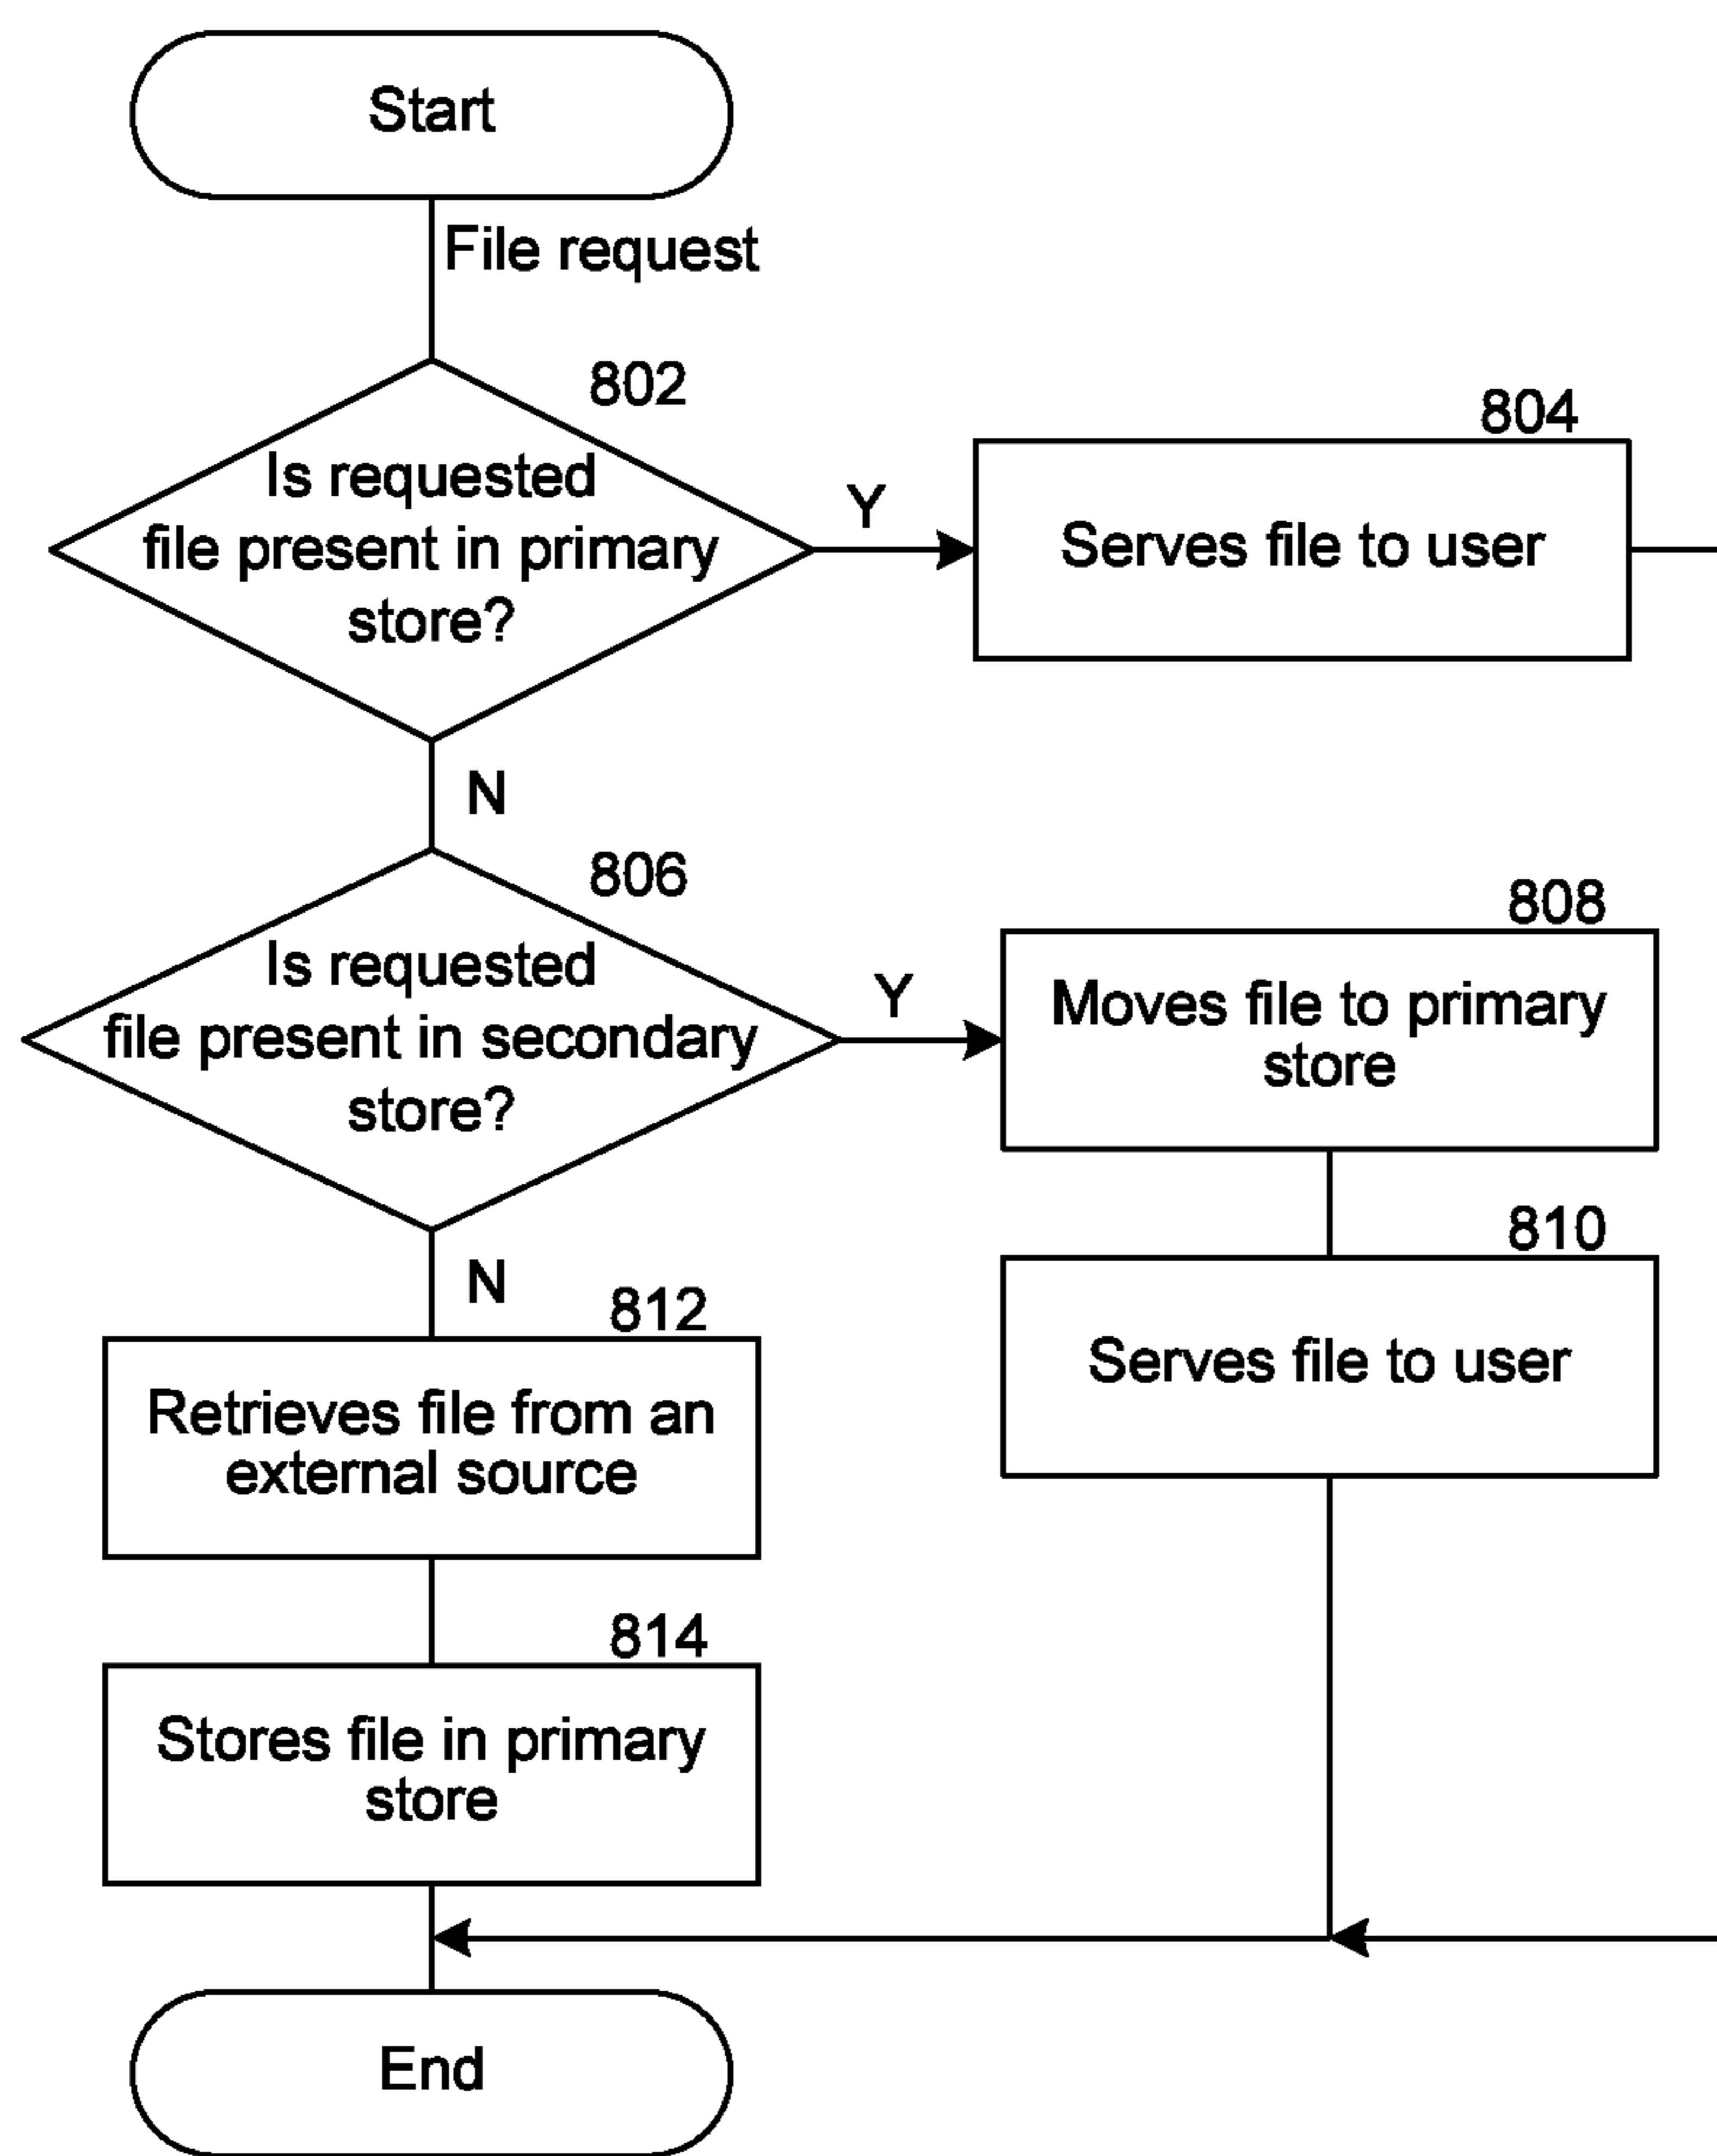 Start
File request
802
Is requested
file present in primary
store?
Y
804
Serves file to user
N
806
Is requested
file present in secondary
store?
Y
808
Moves file to primary
store
810
Serves file to user
N
812
Retrieves file from an
external source
814
Stores file in primary
store
End